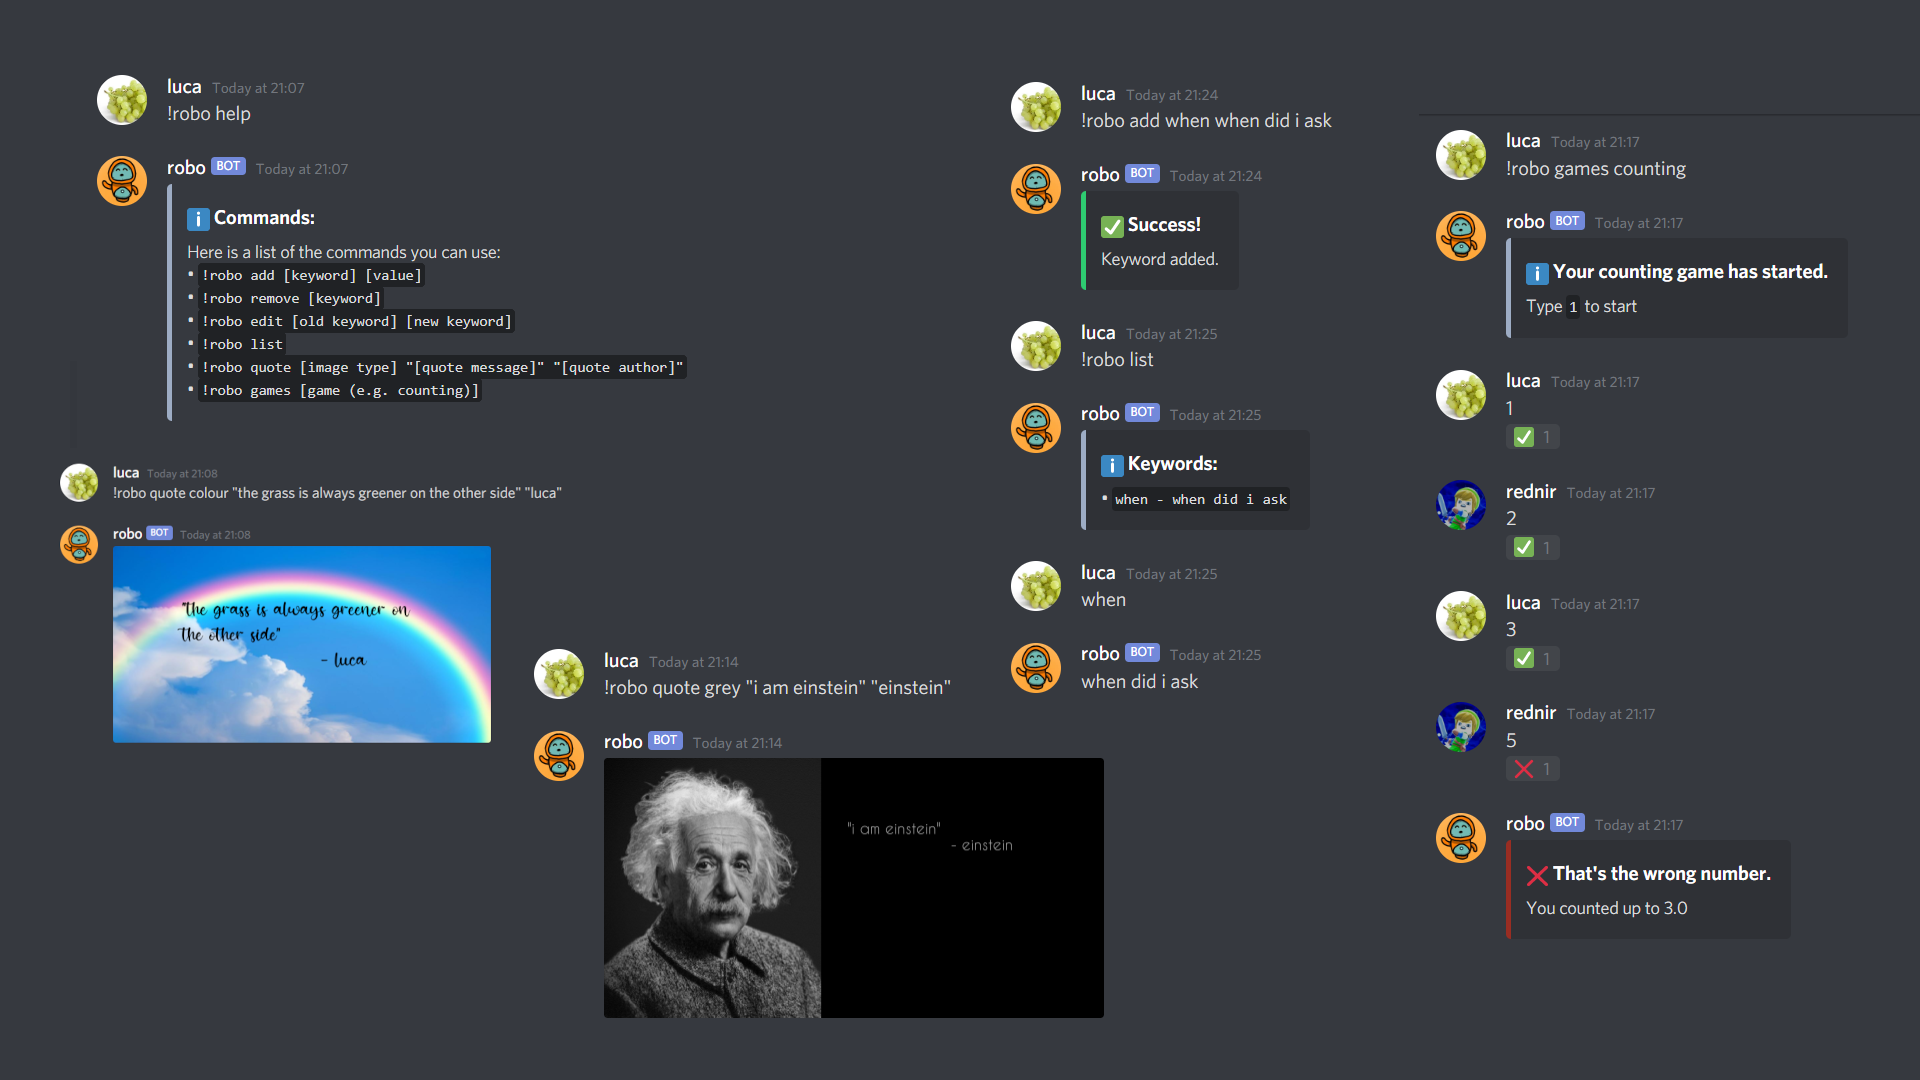 luca Today at 21:07
!robo help
robo BOT Today at 21:07
Commands:
Here is a list of the commands you can use:
• !robo add [keyword] [value]
• !robo remove [keyword]
• !robo edit [old keyword] [new keyword]
• !robo list
• !robo quote [image type] "[quote message]" "[quote author]"
• !robo games [game (e.g. counting)]
luca Today at 21:08
!robo quote colour "the grass is always greener on the other side" "luca"
robo BOT Today at 21:08
"the grass is always greener on
the other side"
- luca
luca Today at 21:14
!robo quote grey "i am einstein" "einstein"
robo BOT Today at 21:14
"i am einstein"
- einstein
luca Today at 21:24
!robo add when when did i ask
robo BOT Today at 21:24
Success!
Keyword added.
luca Today at 21:25
!robo list
robo BOT Today at 21:25
Keywords:
• when - when did i ask
luca Today at 21:25
when
robo BOT Today at 21:25
when did i ask
luca Today at 21:17
!robo games counting
robo BOT Today at 21:17
Your counting game has started.
Type 1 to start
luca Today at 21:17
1
1
rednir Today at 21:17
2
1
luca Today at 21:17
3
1
rednir Today at 21:17
5
1
robo BOT Today at 21:17
That's the wrong number.
You counted up to 3.0